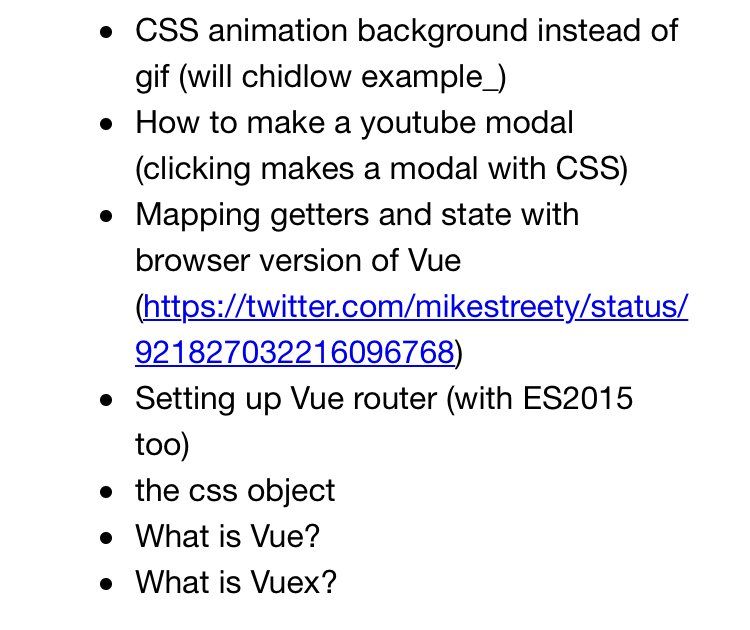 • CSS animation background instead of
gif (will chidlow example_)
• How to make a youtube modal
(clicking makes a modal with CSS)
• Mapping getters and state with
browser version of Vue
(https://twitter.com/mikestreety/status/
921827032216096768)
• Setting up Vue router (with ES2015
too)
• the css object
• What is Vue?
• What is Vuex?